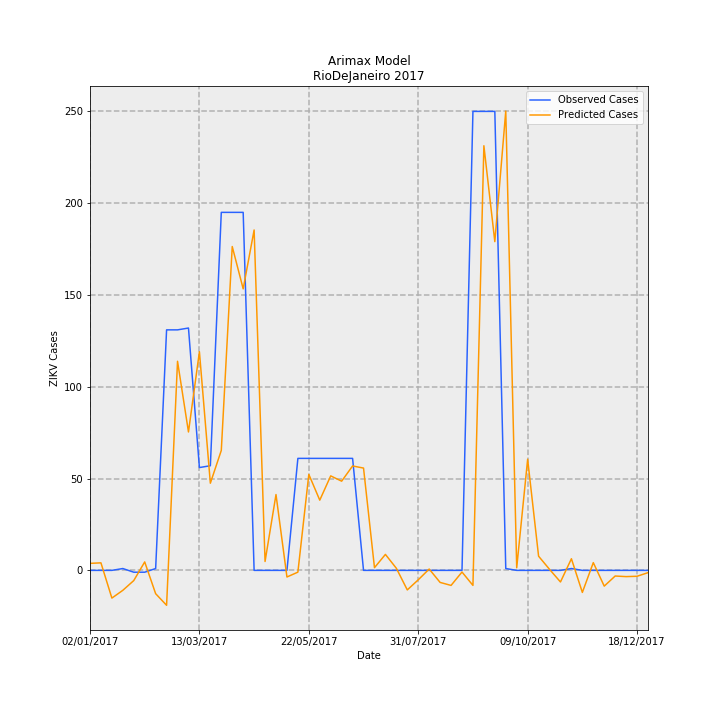 Arimax Model
RioDeJaneiro 2017
Observed Cases
Predicted Cases
250
200
150
100
50
0
ZIKV Cases
02/01/2017
13/03/2017
22/05/2017
31/07/2017
09/10/2017
18/12/2017
Date